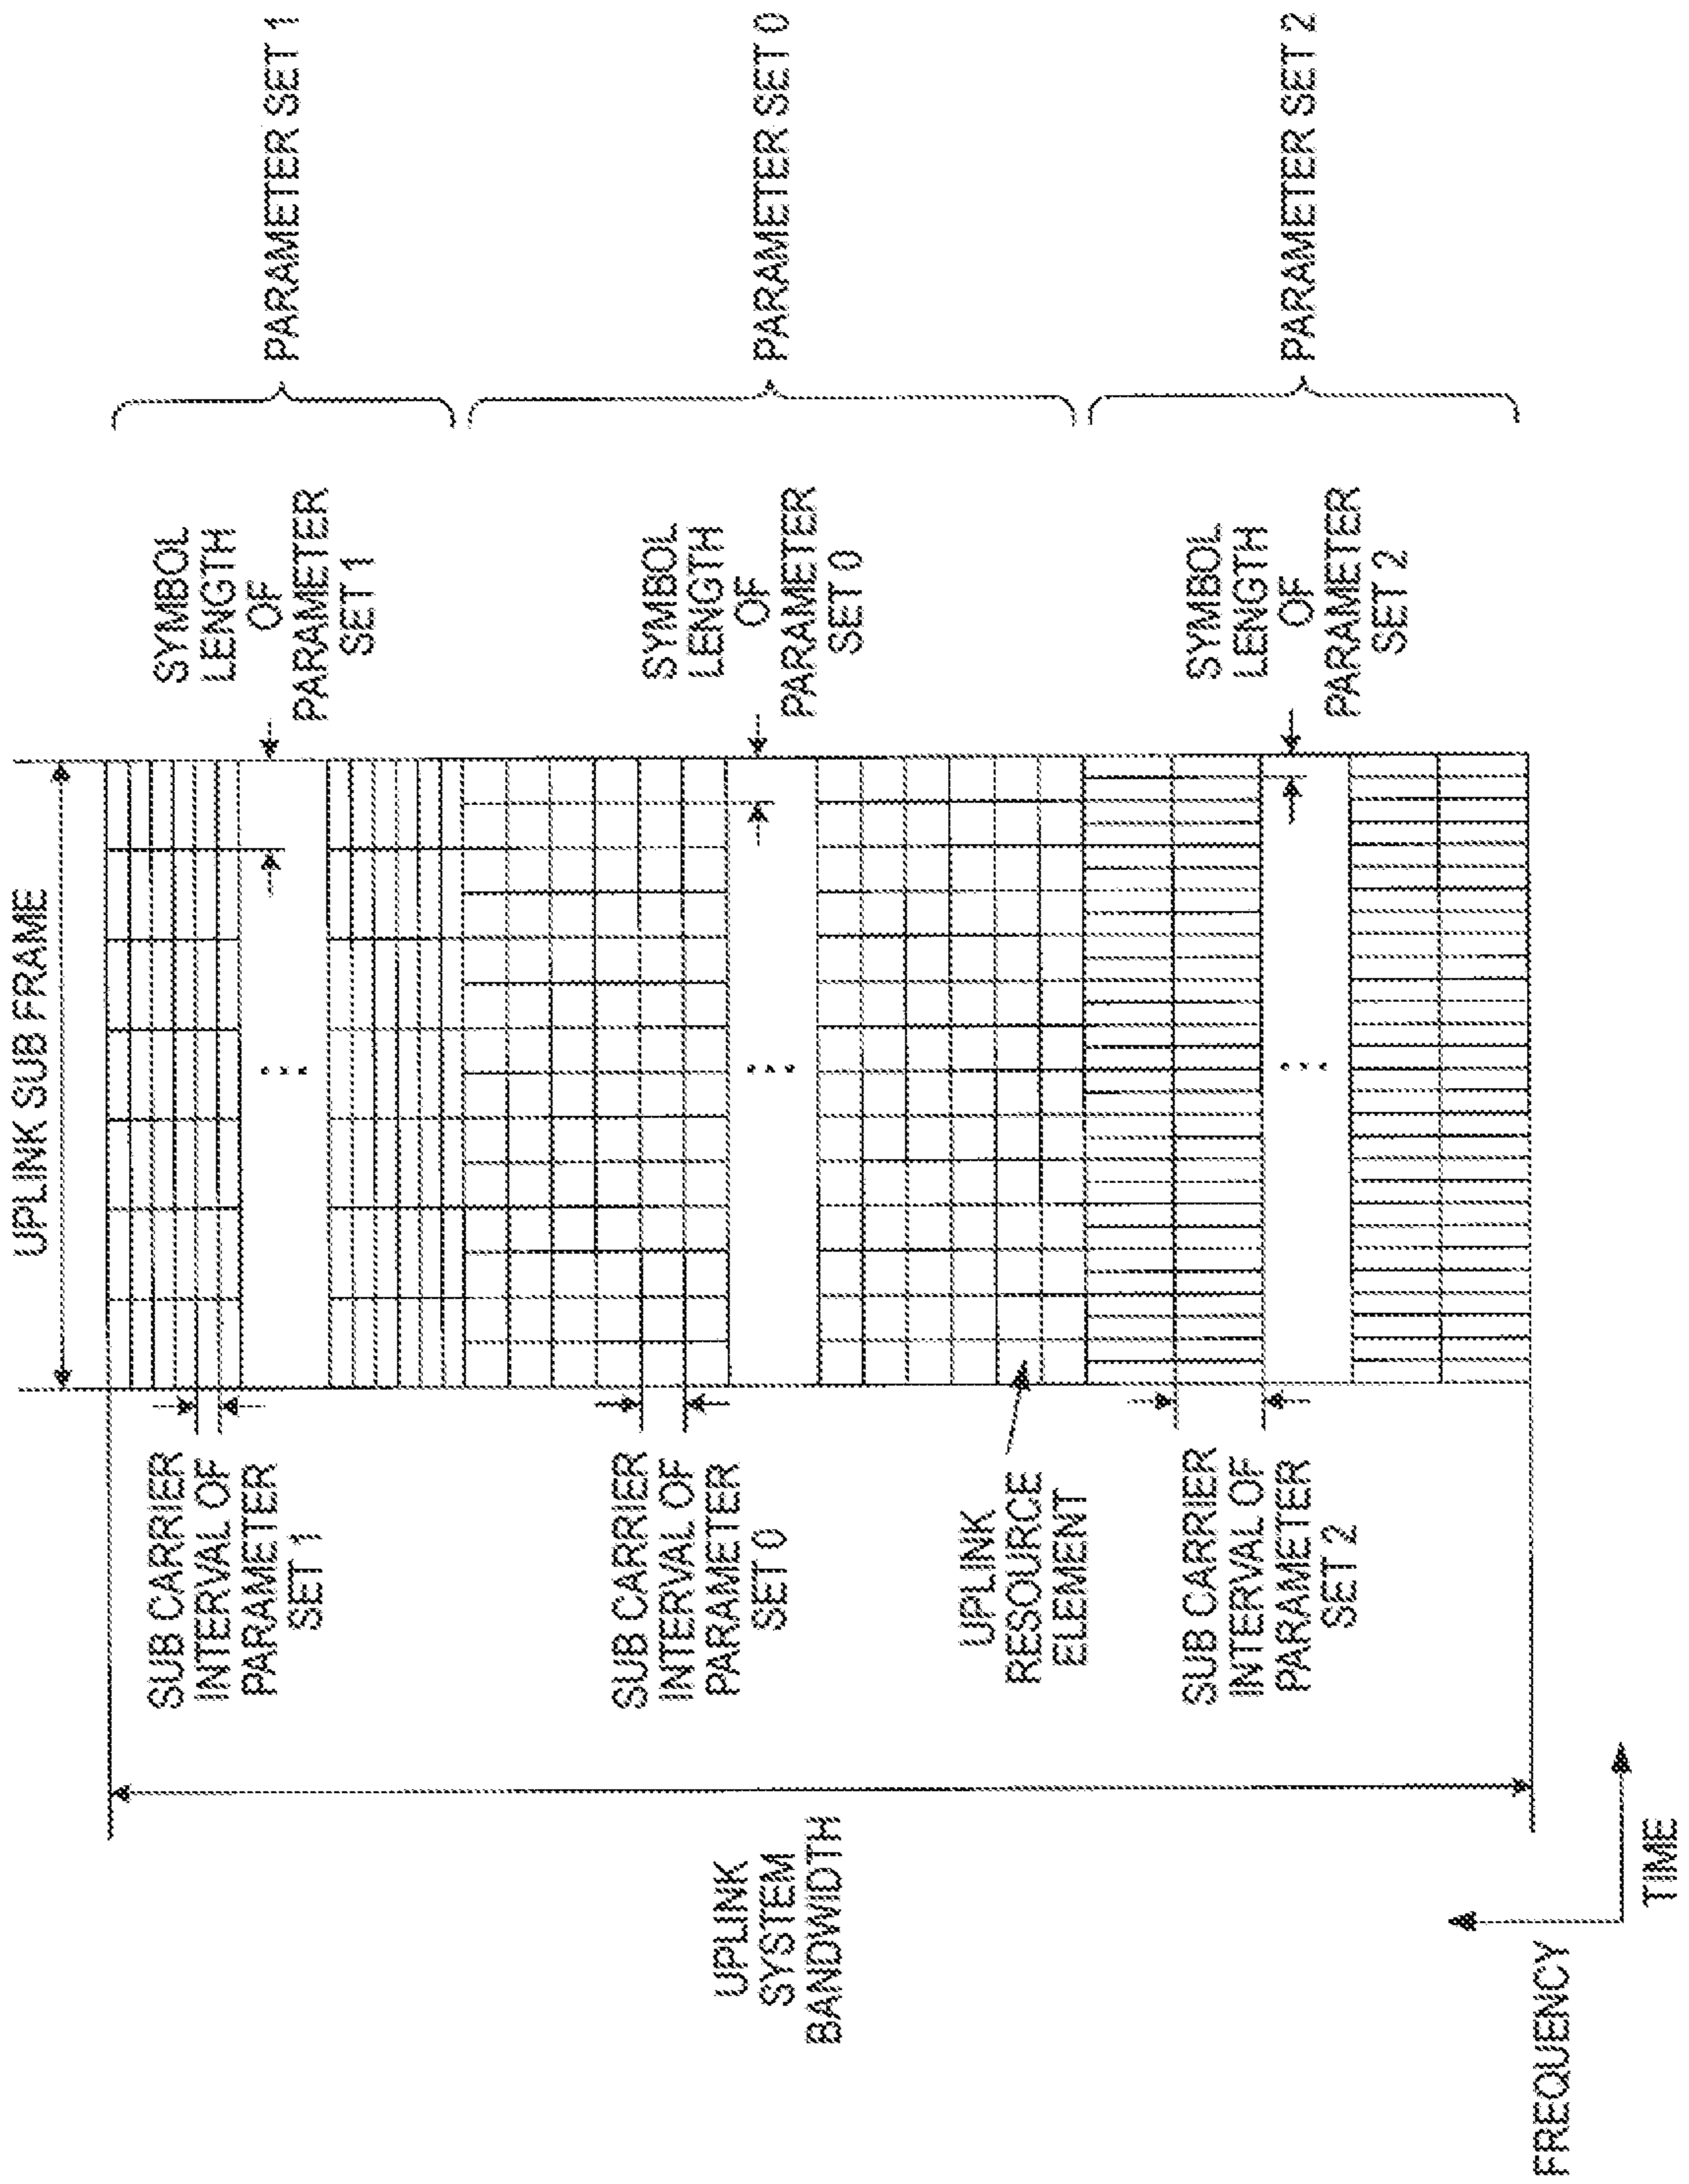 UPLINK SUB FRAME
SUB CARRIER
INTERVAL OF
PARAMETER
SET 1
SYMBOL
LENGTH
OF
PARAMETER
SET 1
PARAMETER SET 1
UPLINK
SYSTEM
BANDWIDTH
SUB CARRIER
INTERVAL OF
PARAMETER
SET 0
SYMBOL
LENGTH
OF
PARAMETER
SET 0
PARAMETER SET 0
UPLINK
RESOURCE
ELEMENT
SUB CARRIER
INTERVAL OF
PARAMETER
SET 2
SYMBOL
LENGTH
OF
PARAMETER
SET 2
PARAMETER SET 2
FREQUENCY
TIME